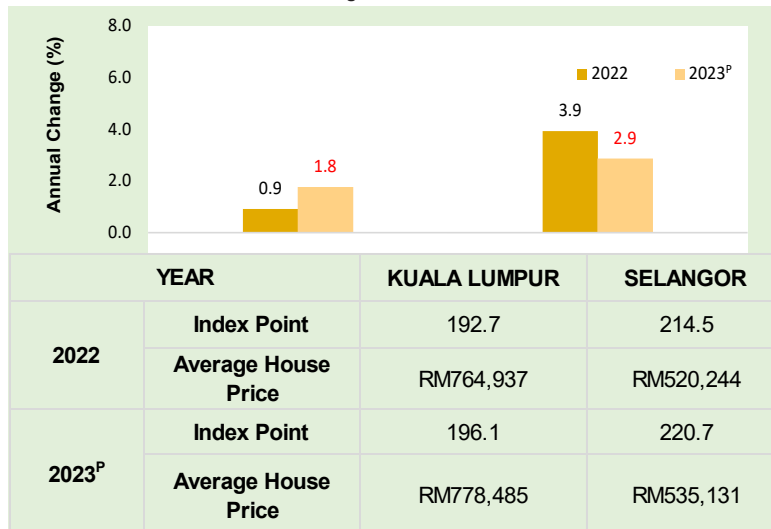 8.0
6.0
4.0
2.0
0.0
Annual Change (%)
2022
2023ᴾ
0.9
1.8
3.9
2.9
YEAR KUALA LUMPUR SELANGOR
2022
Index Point 192.7 214.5
Average House
Price
RM764,937 RM520,244
2023ᴾ
Index Point 196.1 220.7
Average House
Price
RM778,485 RM535,131